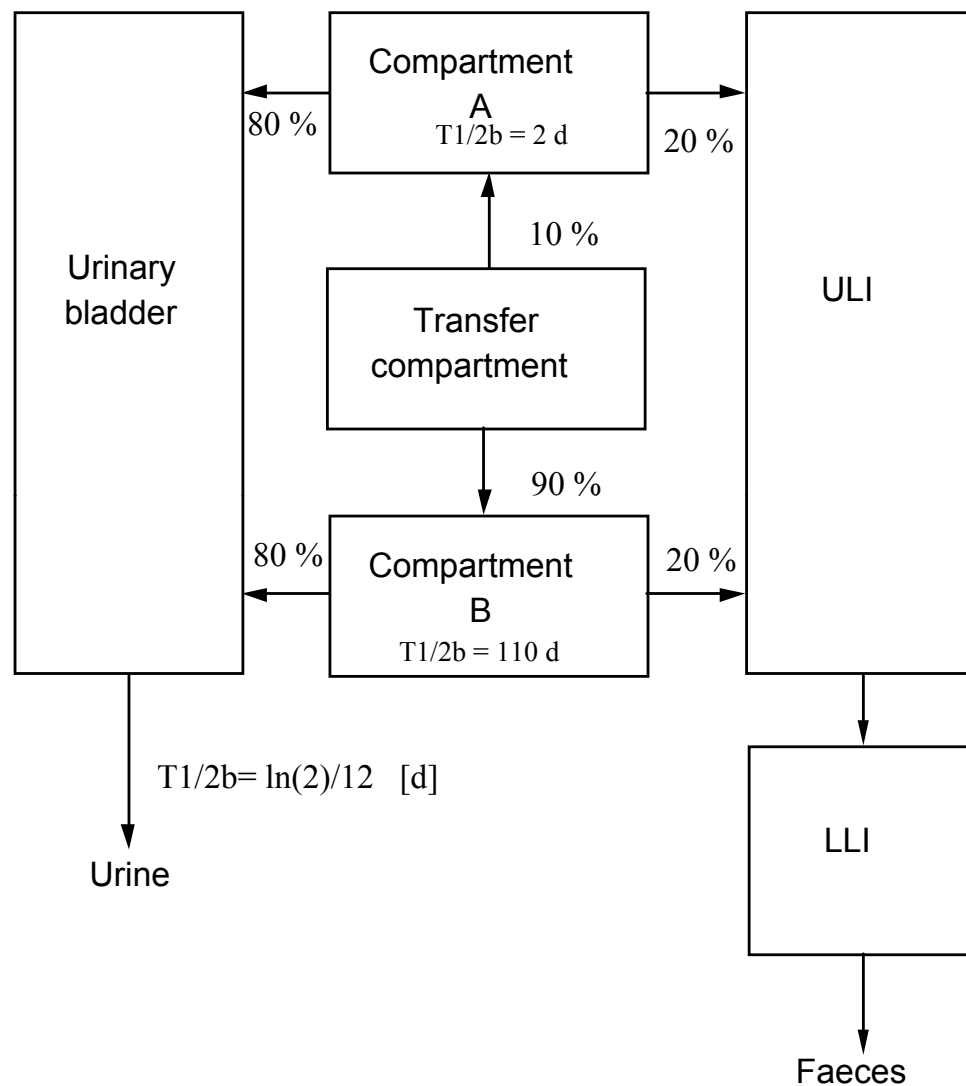 Compartment
A
T1/2b = 2 d
80 %
20 %
10 %
Urinary
bladder
Transfer
compartment
ULI
90 %
80 %
Compartment
B
T1/2b = 110 d
20 %
T1/2b= ln(2)/12 [d]
Urine
LLI
Faeces